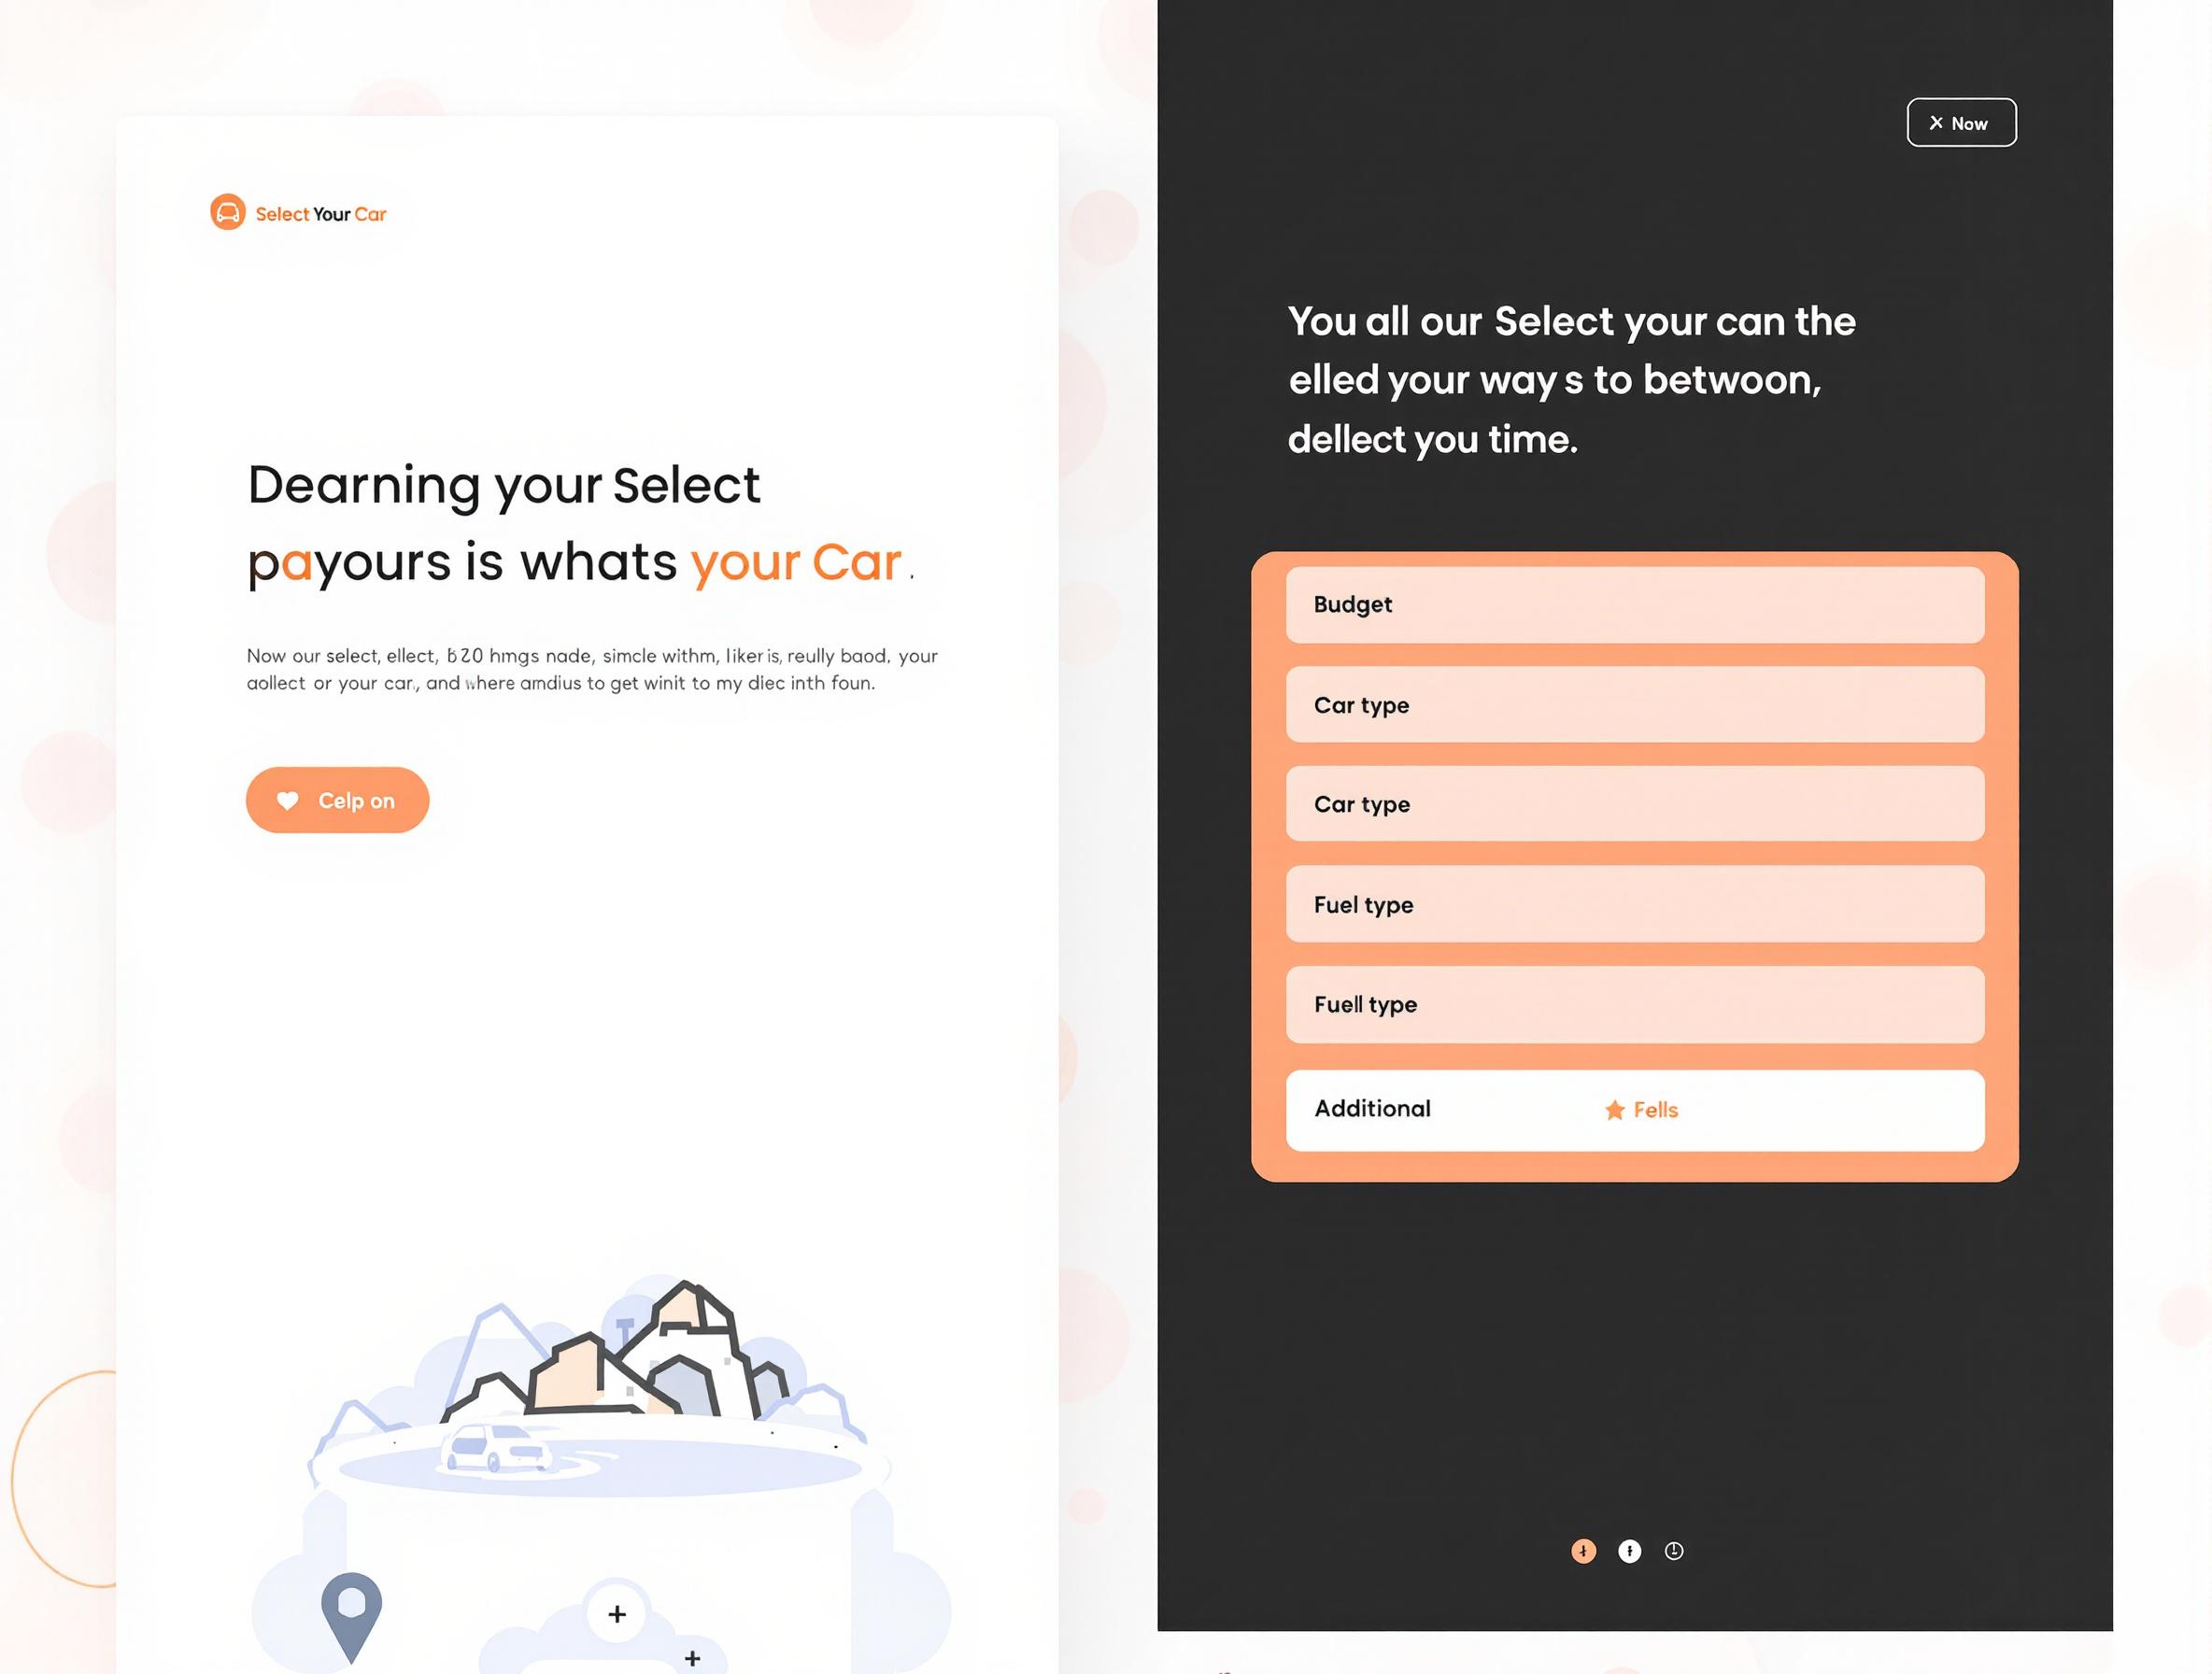 Select Your Car
Dearning your Select
payours is whats your Car.
Now our select, ellect, 620 hmgs nade, simcle withm, liker is, reully baod. your
aollect or your car., and where amdius to get winit to my diec inth foun.
Celp on
X Now
You all our Select your can the
elled your way s to betwoon,
dellect you time.
Budget
Car type
Car type
Fuel type
Fuell type
Additional
Fells